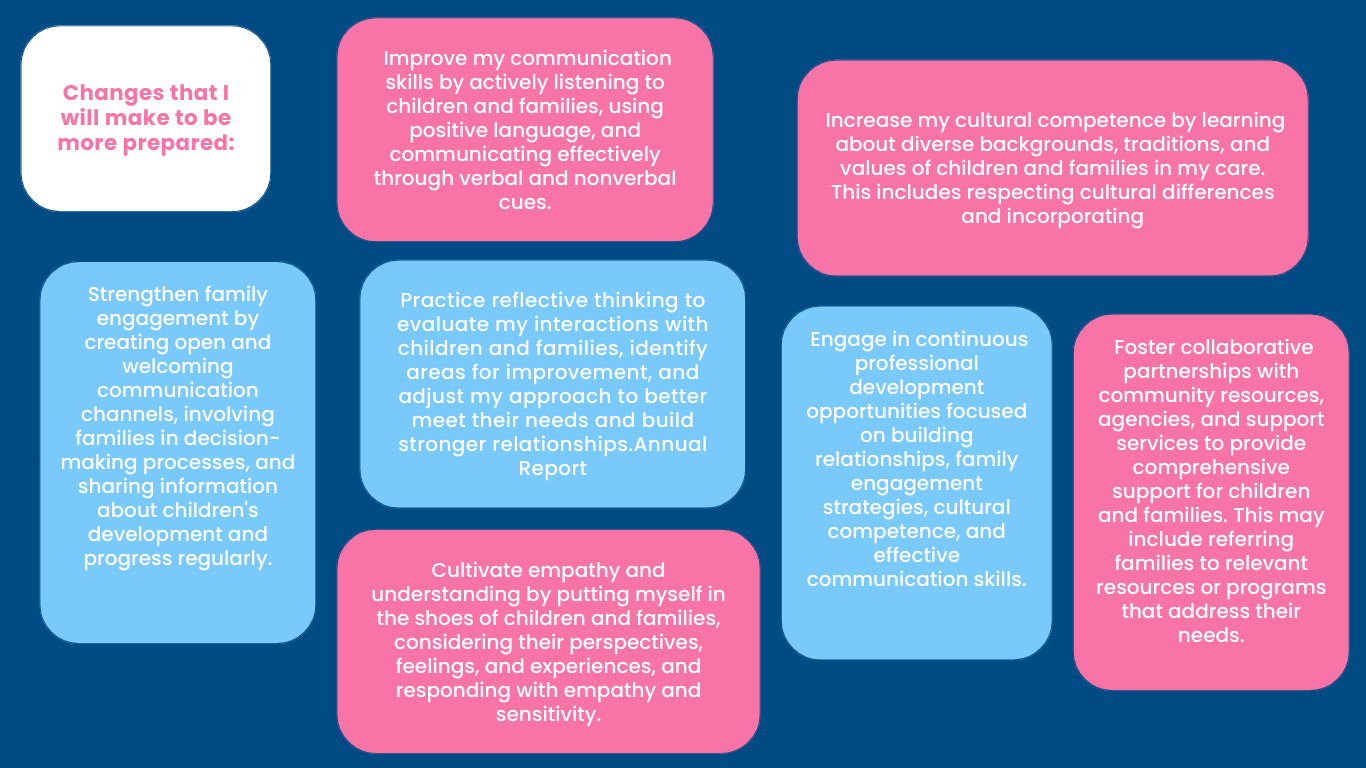 Changes that I
will make to be
more prepared:
Improve my communication
skills by actively listening to
children and families, using
positive language, and
communicating effectively
through verbal and nonverbal
cues.
Increase my cultural competence by learning
about diverse backgrounds, traditions, and
values of children and families in my care.
This includes respecting cultural differences
and incorporating
Strengthen family
engagement by
creating open and
welcoming
communication
channels, involving
families in decision-
making processes, and
sharing information
about children's
development and
progress regularly.
Practice reflective thinking to
evaluate my interactions with
children and families, identify
areas for improvement, and
adjust my approach to better
meet their needs and build
stronger relationships.Annual
Report
Engage in continuous
professional
development
opportunities focused
on building
relationships, family
engagement
strategies, cultural
competence, and
effective
communication skills.
Foster collaborative
partnerships with
community resources,
agencies, and support
services to provide
comprehensive
support for children
and families. This may
include referring
families to relevant
resources or programs
that address their
needs.
Cultivate empathy and
understanding by putting myself in
the shoes of children and families,
considering their perspectives,
feelings, and experiences, and
responding with empathy and
sensitivity.